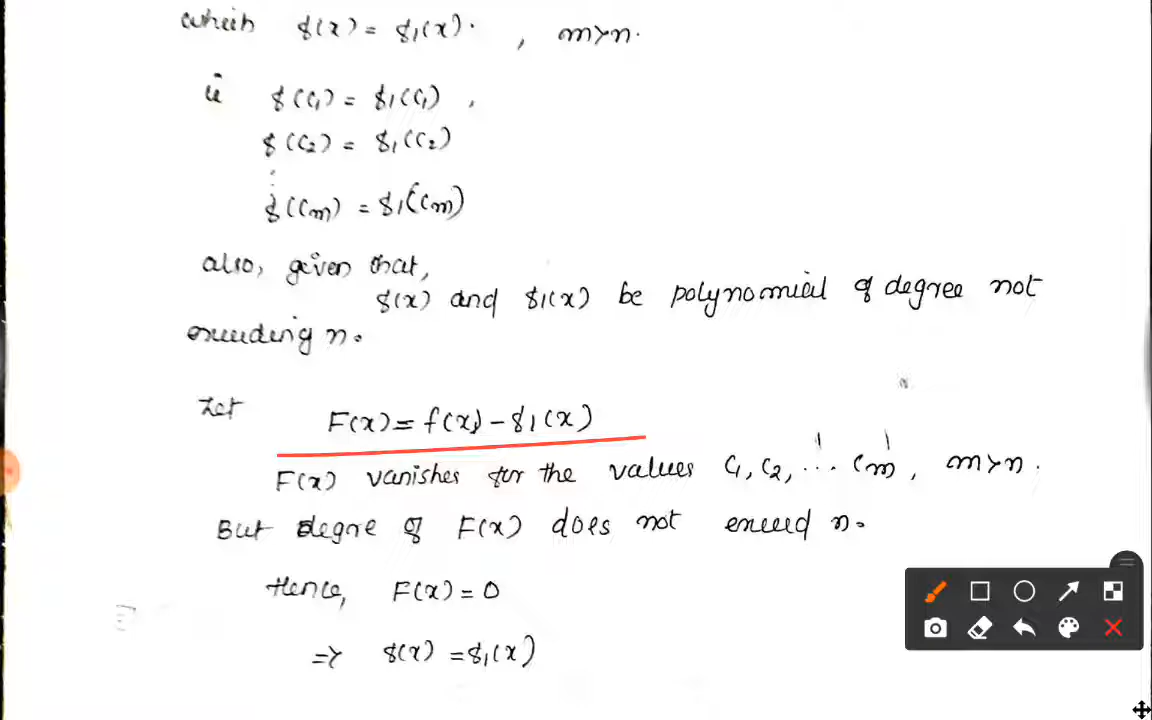 which f(x) = f1(x). , m>n.
ie f(c1) = f1(c1) ,
f(c2) = f1(c2)
⋮
f(cm) = f1(cm)
also, given that,
f(x) and f1(x) be polynomial of degree not
exceeding n.
Let F(x) = f(x) - f1(x)
F(x) vanishes for the values c1, c2, ... cm, m>n.
But degree of F(x) does not exceed n.
Hence, F(x) = 0
=> f(x) = f1(x)